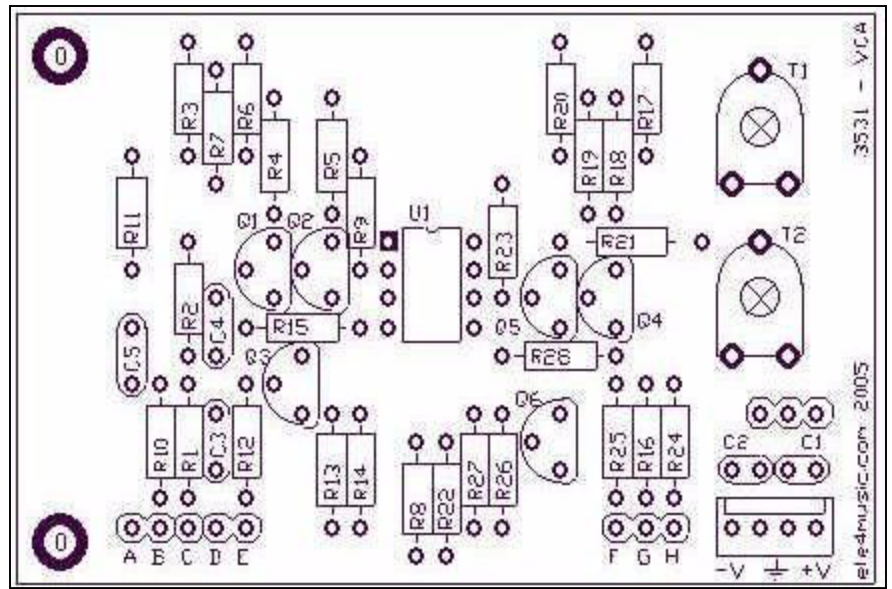 0
R3
R7
R6
R4
R5
R9
R20
R19
R18
R17
T1
3531 - VCA
R11
Q1
Q2
U1
R23
R21
T2
R2
C4
R15
Q5
Q4
C5
Q3
R28
R10
R1
C3
R12
R13
R14
R8
R22
R27
R26
Q6
R25
R16
R24
C2
C1
ele4music.com 2005
0
A B C D E
F G H
-V +V